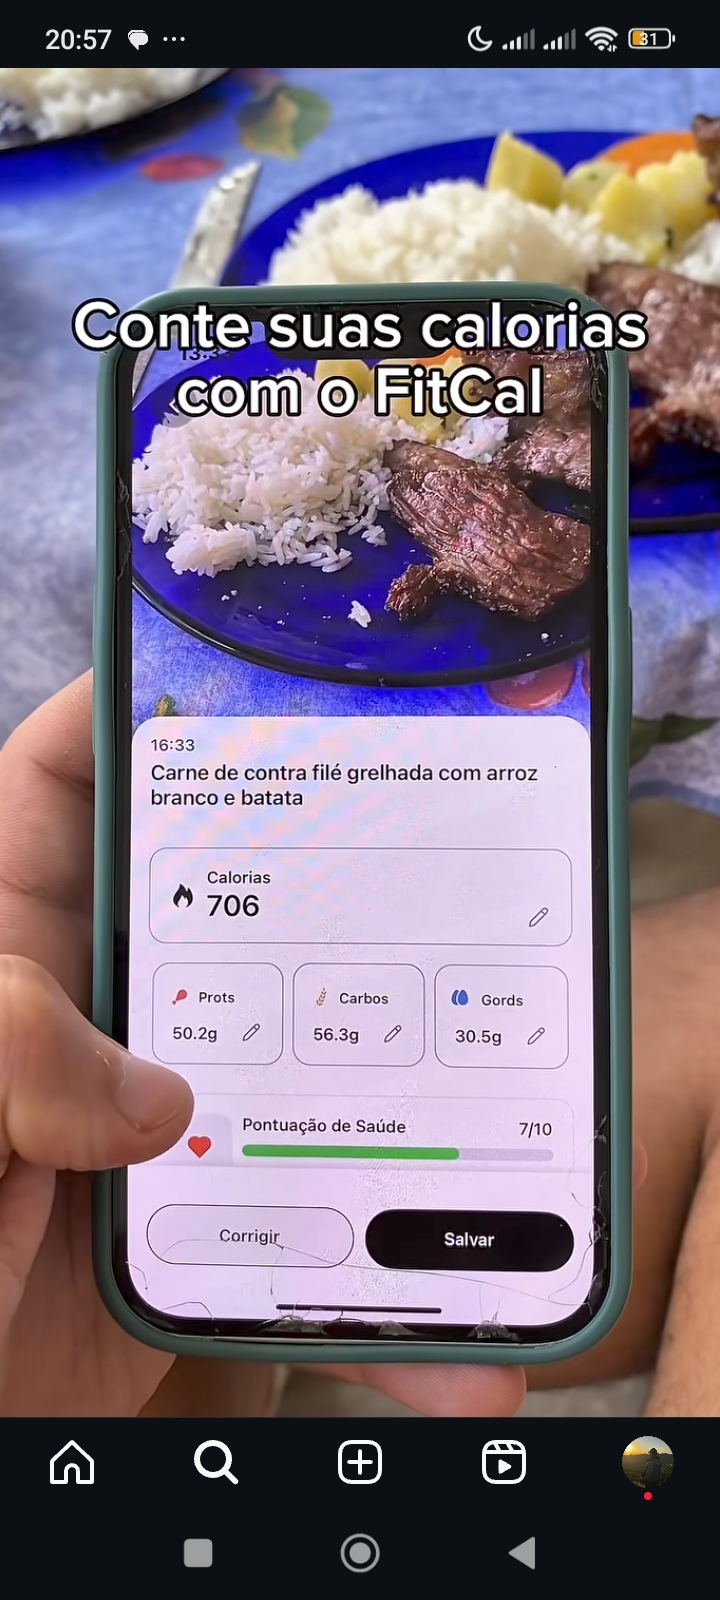 20:57
31
Conte suas calorias
com o FitCal
16:33
Carne de contra filé grelhada com arroz
branco e batata
Calorias
706
Prots
Carbos
Gords
50.2g
56.3g
30.5g
Pontuação de Saúde
7/10
Corrigir
Salvar